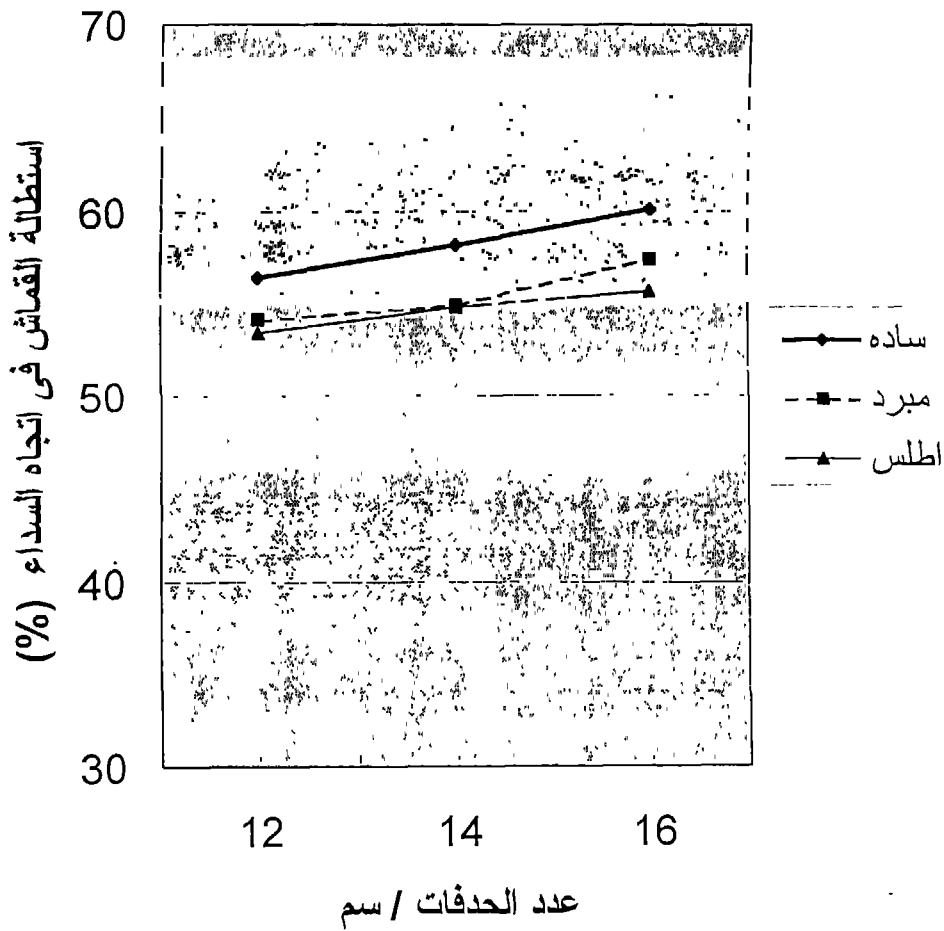 استطالة القماش فى اتجاه السداء (%)
70
60
50
40
30
12 14 16
عدد الحدفات / سم
ساده
مبرد
اطلس